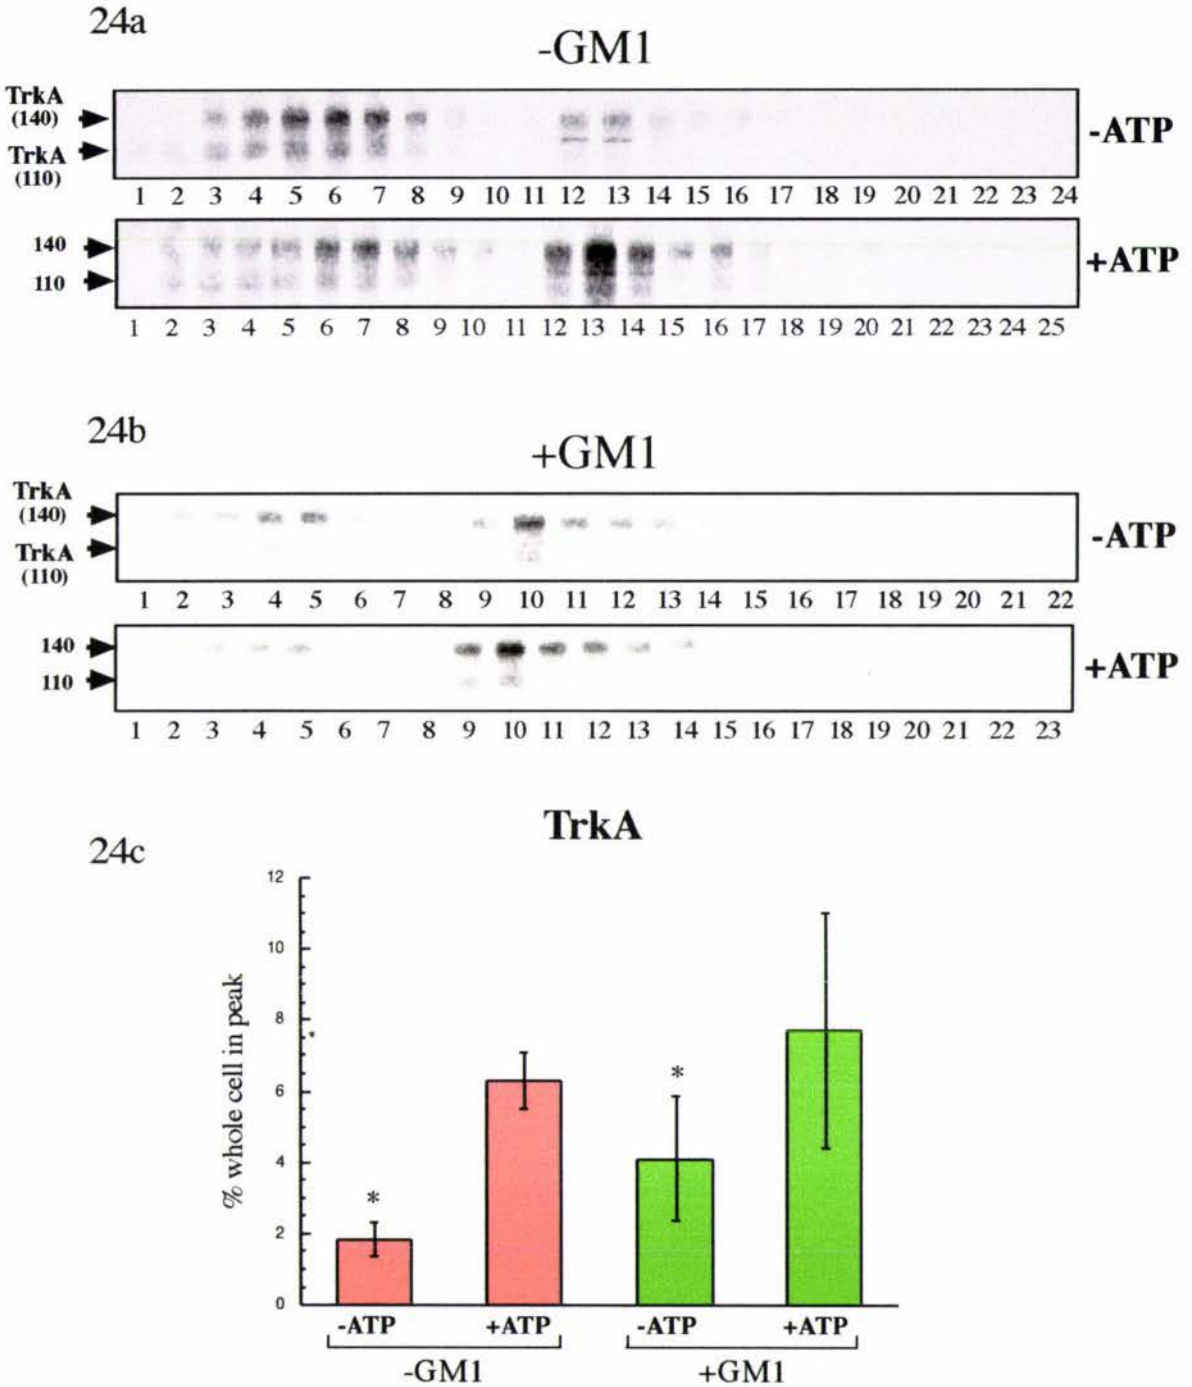 24a
-GM1
TrkA
(140)
TrkA
(110)
-ATP
1 2 3 4 5 6 7 8 9 10 11 12 13 14 15 16 17 18 19 20 21 22 23 24
140
110
+ATP
1 2 3 4 5 6 7 8 9 10 11 12 13 14 15 16 17 18 19 20 21 22 23 24 25
24b
+GM1
TrkA
(140)
TrkA
(110)
-ATP
1 2 3 4 5 6 7 8 9 10 11 12 13 14 15 16 17 18 19 20 21 22
140
110
+ATP
1 2 3 4 5 6 7 8 9 10 11 12 13 14 15 16 17 18 19 20 21 22 23
TrkA
24c
% whole cell in peak
12
10
8
6
4
2
0
*
*
-ATP +ATP -ATP +ATP
-GM1 +GM1